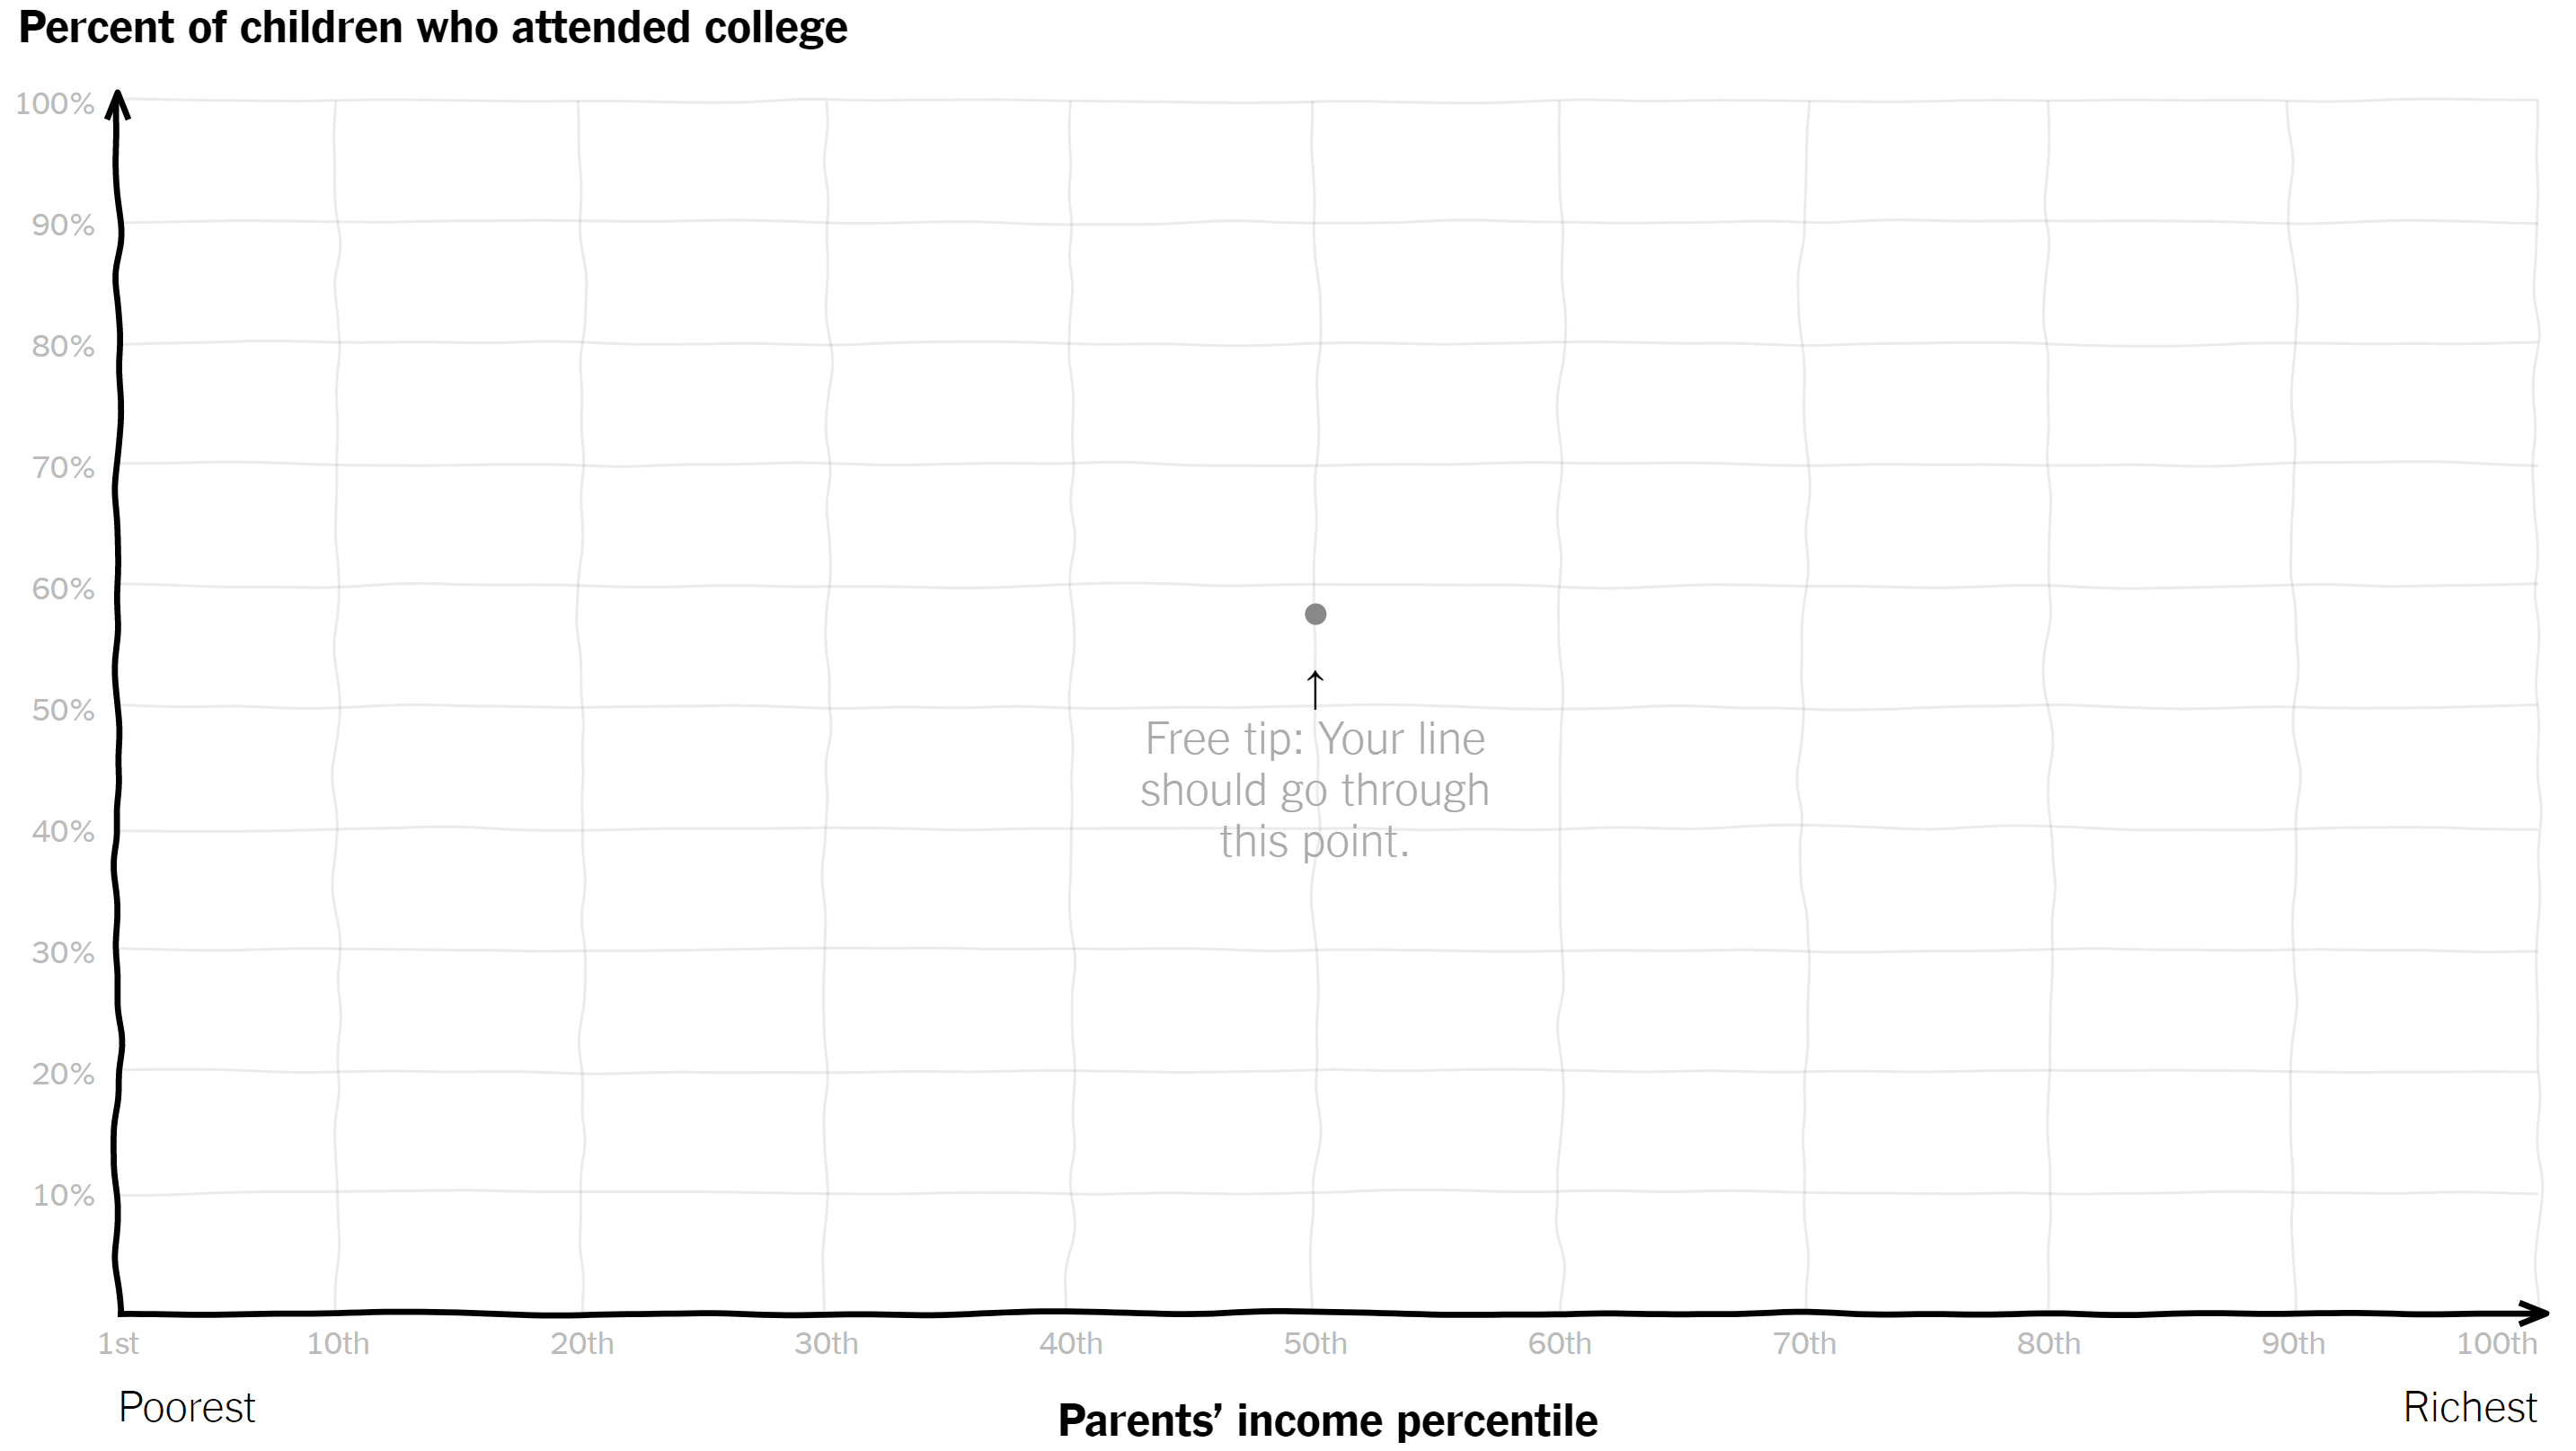 Percent of children who attended college
100%
90%
80%
70%
60%
50%
40%
30%
20%
10%
↑
Free tip: Your line
should go through
this point.
1st 10th 20th 30th 40th 50th 60th 70th 80th 90th 100th
Poorest Parents’ income percentile Richest